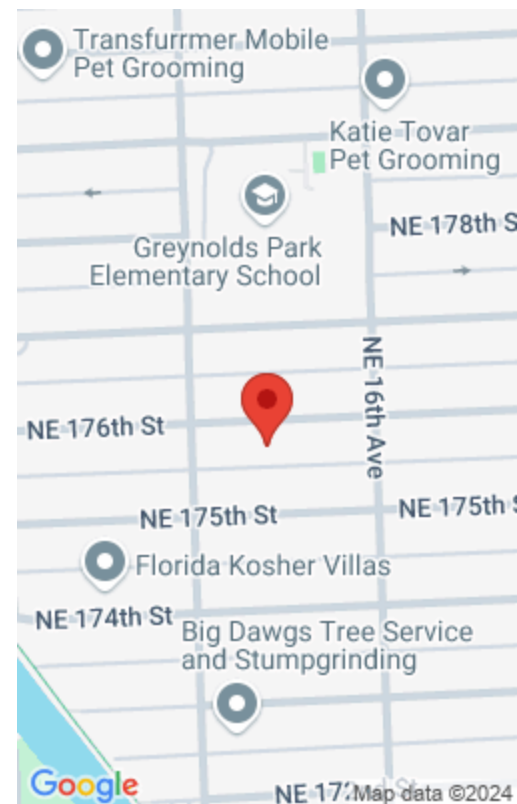 Transfurrmer Mobile
Pet Grooming
Katie Tovar
Pet Grooming
NE 178th S
Greynolds Park
Elementary School
NE 16th Ave
NE 176th St
NE 175th St
NE 175th S
Florida Kosher Villas
NE 174th St
Big Dawgs Tree Service
and Stumpgrinding
Google
NE 172nd St
Map data ©2024